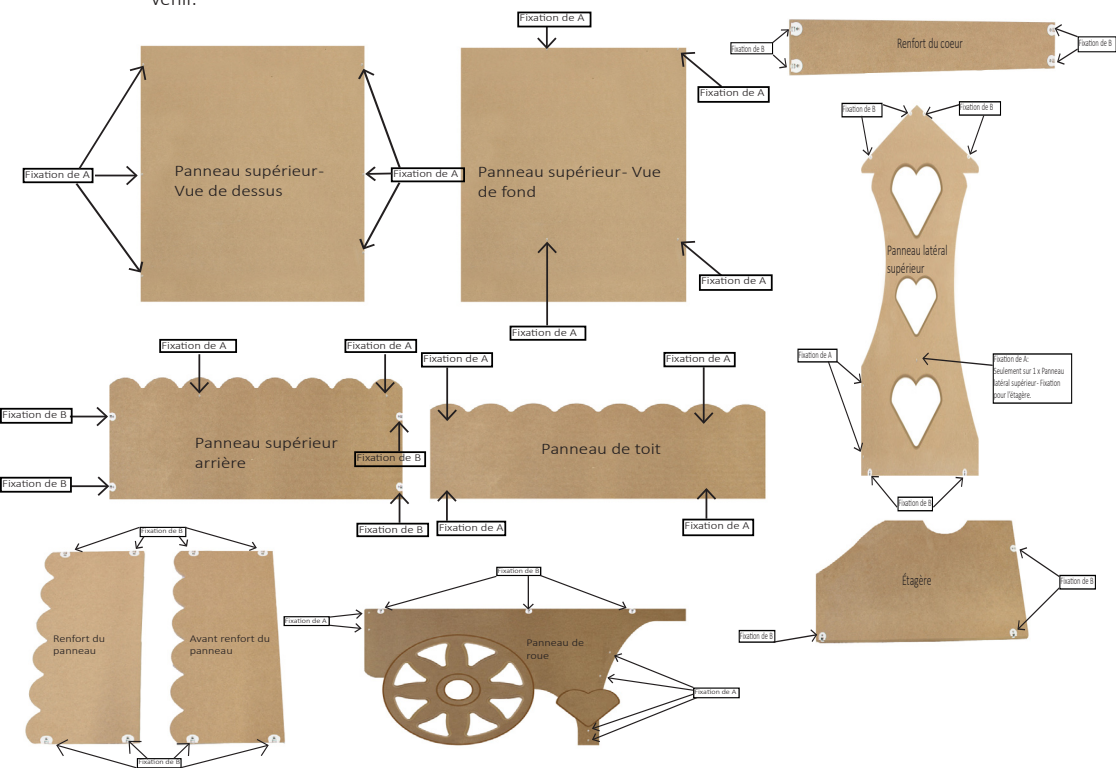 venir.
Fixation de A
Panneau supérieur-
Vue de dessus
Fixation de A
Fixation de A
Panneau supérieur- Vue
de fond
Fixation de A
Fixation de A
Fixation de A
Fixation de B
Renfort du coeur
Fixation de B
Fixation de B
Fixation de B
Panneau latéral
supérieur
Fixation de A
Fixation de A:
Seulement sur 1 x Panneau
latéral supérieur- Fixation
pour l'étagère.
Fixation de B
Fixation de A
Fixation de A
Fixation de B
Fixation de B
Panneau supérieur
arrière
Fixation de B
Fixation de B
Fixation de A
Fixation de A
Panneau de toit
Fixation de A
Fixation de A
Fixation de B
Renfort du
panneau
Avant renfort du
panneau
Fixation de B
Fixation de B
Fixation de A
Panneau de
roue
Fixation de A
Étagère
Fixation de B
Fixation de B